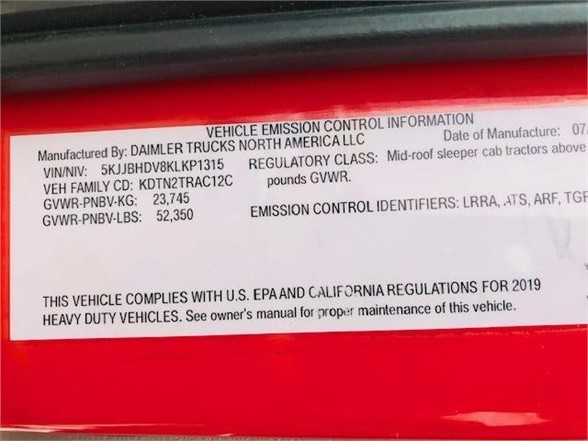 VEHICLE EMISSION CONTROL INFORMATION
Manufactured By: DAIMLER TRUCKS NORTH AMERICA LLC
Date of Manufacture: 07
VIN/NIV: 5KJJBHDV8KLKP1315
REGULATORY CLASS: Mid-roof sleeper cab tractors above
VEH FAMILY CD: KDTN2TRAC12C
pounds GVWR.
GVWR-PNBV-KG: 23,745
GVWR-PNBV-LBS: 52,350
EMISSION CONTROL IDENTIFIERS: LRRA, ATS, ARF, TGF
THIS VEHICLE COMPLIES WITH U.S. EPA AND CALIFORNIA REGULATIONS FOR 2019
HEAVY DUTY VEHICLES. See owner's manual for proper maintenance of this vehicle.